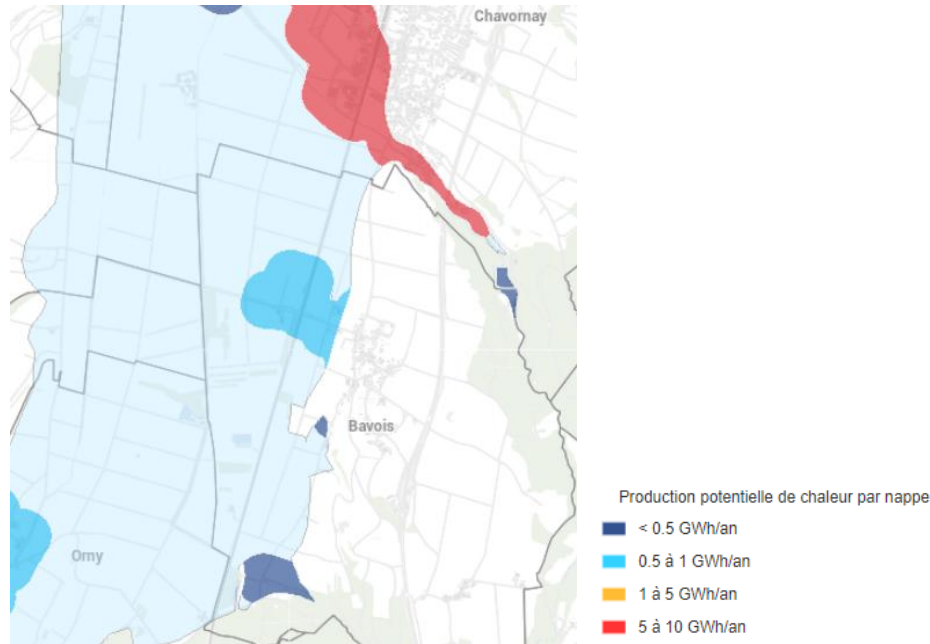 Chavornay
Bavois
Orny
Production potentielle de chaleur par nappe
< 0.5 GWh/an
0.5 à 1 GWh/an
1 à 5 GWh/an
5 à 10 GWh/an